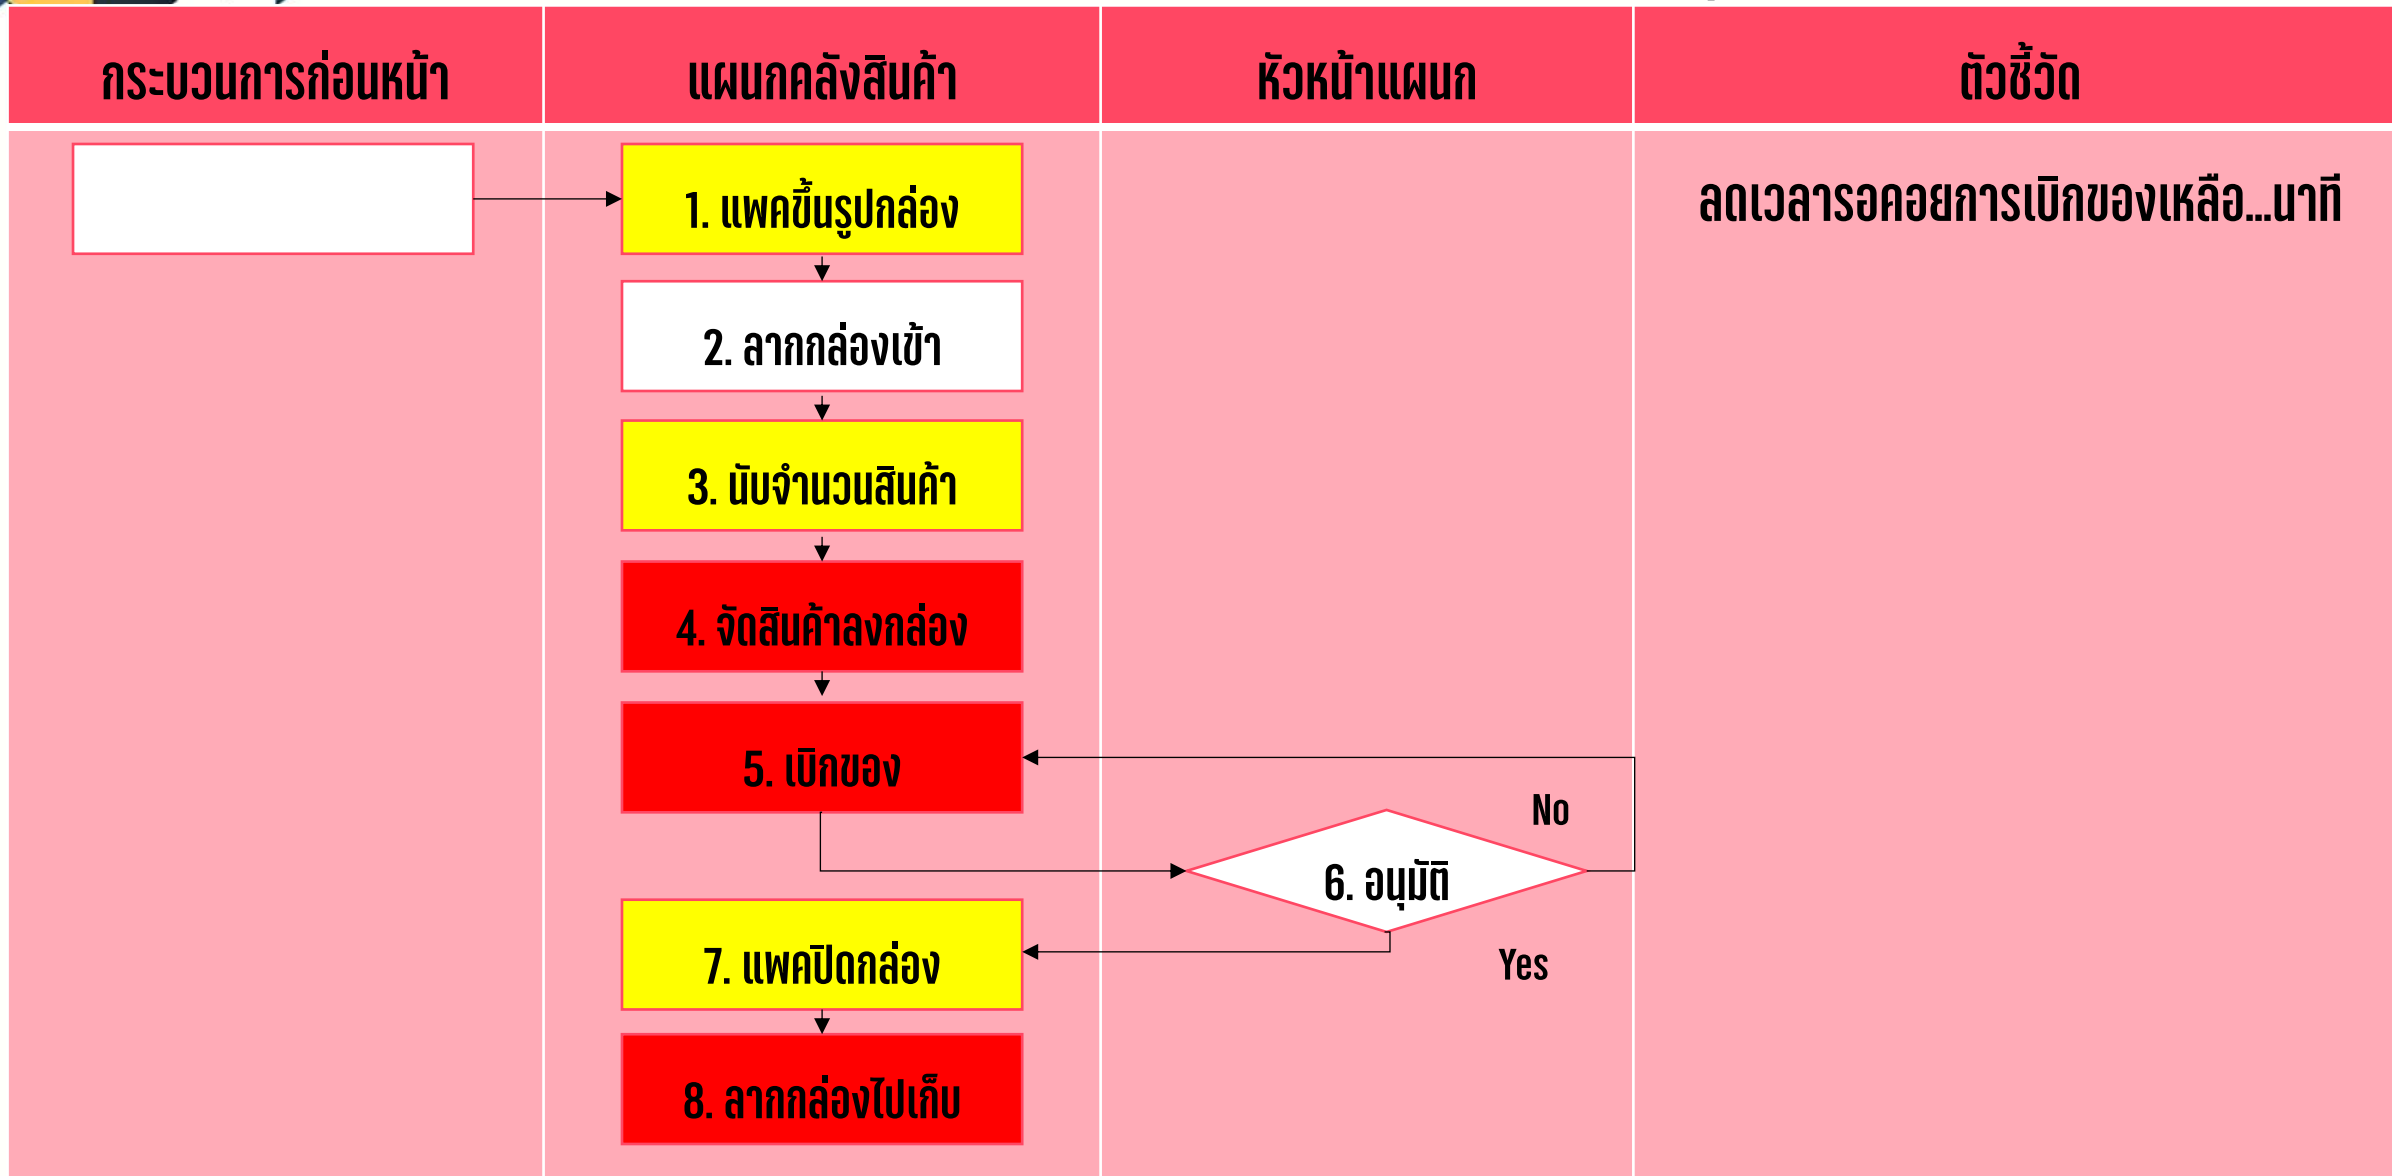 กระบวนการก่อนหน้า
แผนกคลังสินค้า
หัวหน้าแผนก
ตัวชี้วัด
1. แพคขึ้นรูปกล่อง
ลดเวลารอคอยการเบิกของเหลือ...นาที
2. ลากกล่องเข้า
3. นับจำนวนสินค้า
4. จัดสินค้าลงกล่อง
5. เบิกของ
No
6. อนุมัติ
7. แพคปิดกล่อง
Yes
8. ลากกล่องไปเก็บ